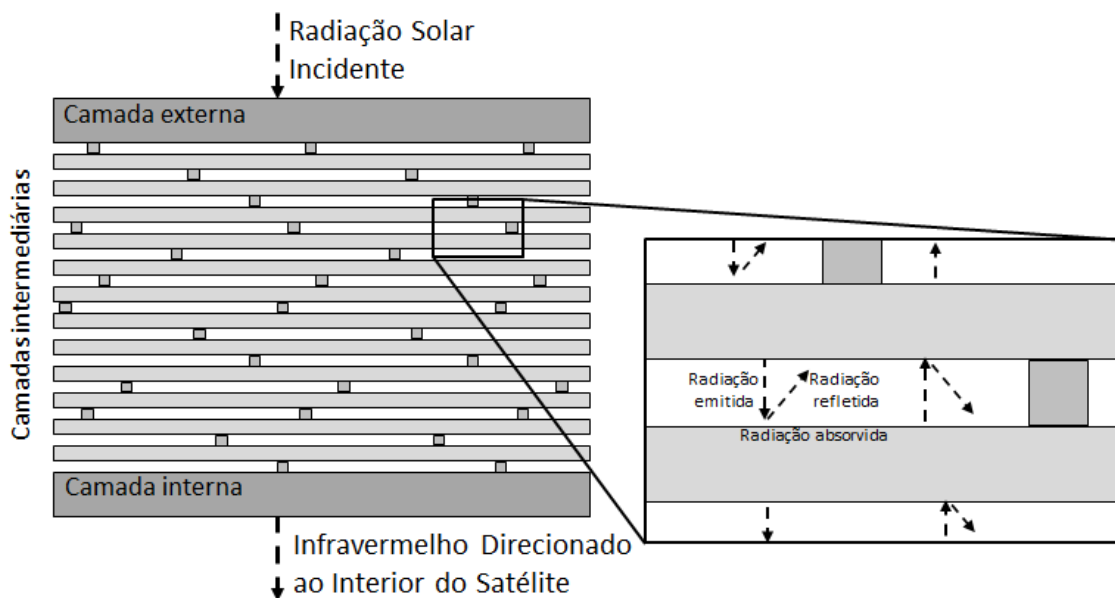 Radiação Solar
Incidente
Camada externa
Camadas intermediárias
Radiação
emitida
Radiação
refletida
Radiação absorvida
Camada interna
Infravermelho Direcionado
ao Interior do Satélite